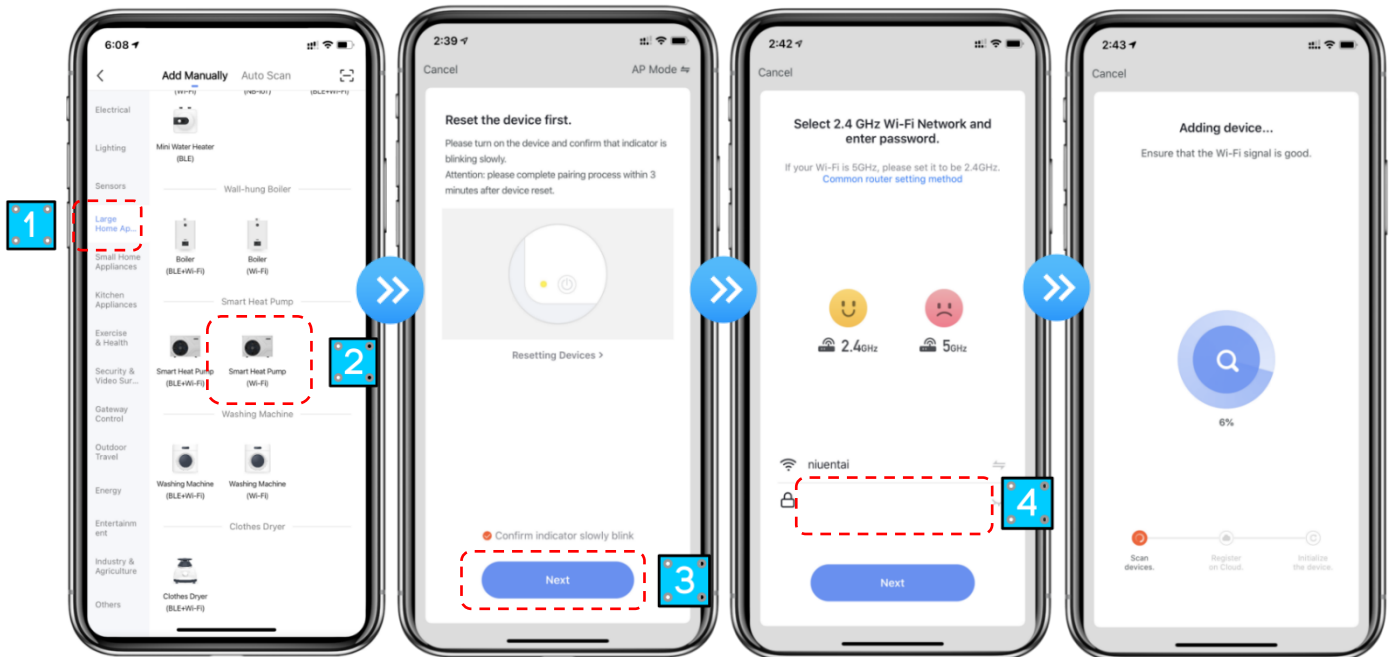 6:08
Add Manually Auto Scan
(Wi-Fi) (NB-IoT) (BLE+Wi-Fi)
Electrical
Lighting
Sensors
Large
Home Ap...
Small Home
Appliances
Kitchen
Appliances
Exercise
& Health
Security &
Video Sur...
Gateway
Control
Outdoor
Travel
Energy
Entertainm
ent
Industry &
Agriculture
Others
Mini Water Heater
(BLE)
Wall-hung Boiler
Boiler
(BLE+Wi-Fi)
Boiler
(Wi-Fi)
Smart Heat Pump
Smart Heat Pump
(BLE+Wi-Fi)
Smart Heat Pump
(Wi-Fi)
Washing Machine
Washing Machine
(BLE+Wi-Fi)
Washing Machine
(Wi-Fi)
Clothes Dryer
Clothes Dryer
(BLE+Wi-Fi)
1
2
2:39
Cancel AP Mode
Reset the device first.
Please turn on the device and confirm that indicator is
blinking slowly.
Attention: please complete pairing process within 3
minutes after device reset.
Resetting Devices >
Confirm indicator slowly blink
Next
3
2:42
Cancel
Select 2.4 GHz Wi-Fi Network and
enter password.
If your Wi-Fi is 5GHz, please set it to be 2.4GHz.
Common router setting method
2.4GHz 5GHz
niuentai
4
Next
2:43
Cancel
Adding device...
Ensure that the Wi-Fi signal is good.
6%
Scan
devices.
Register
on Cloud.
Initialize
the device.